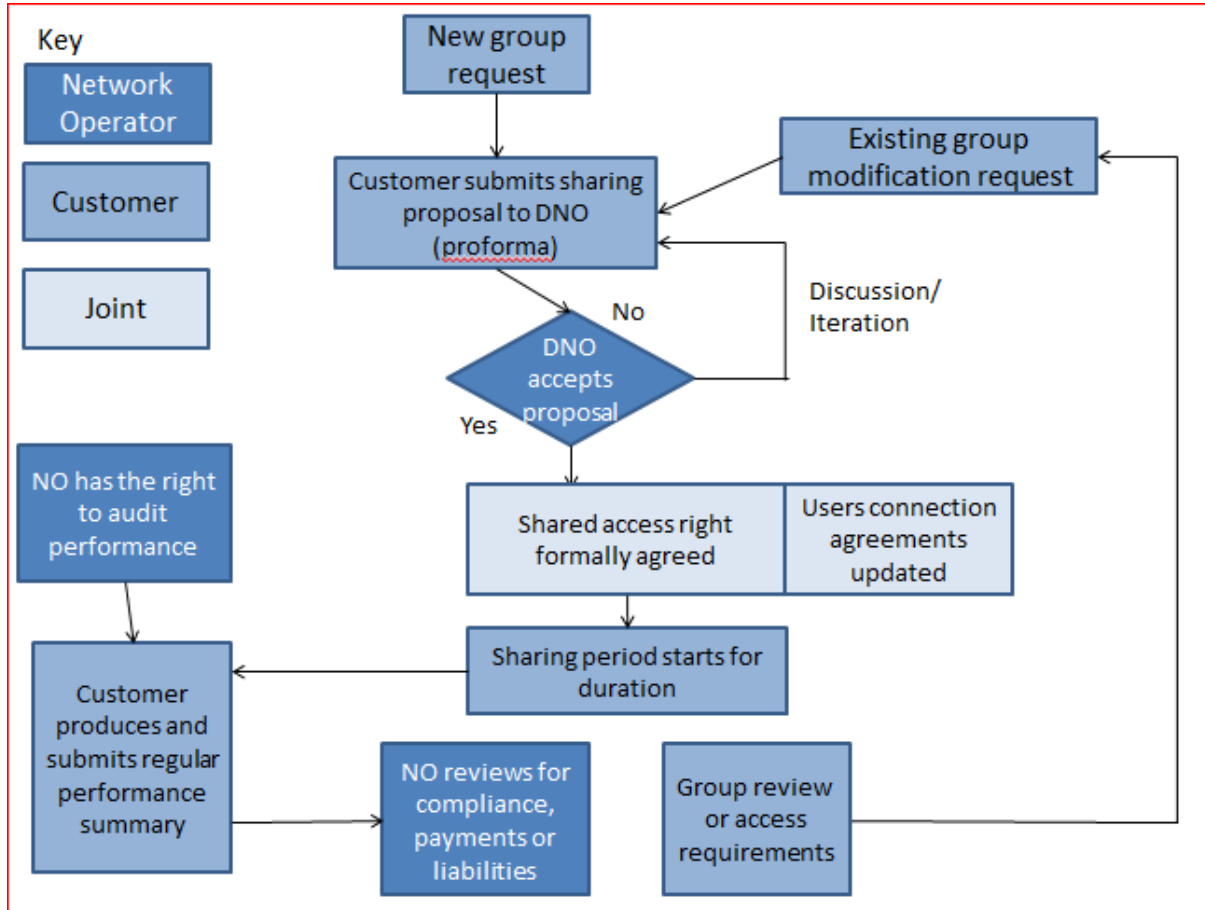 Key
Network
Operator
Customer
Joint
New group
request
Existing group
modification request
Customer submits sharing
proposal to DNO
(proforma)
Discussion/
Iteration
No
DNO
accepts
proposal
Yes
NO has the right
to audit
performance
Shared access right
formally agreed
Users connection
agreements
updated
Sharing period starts for
duration
Customer
produces and
submits regular
performance
summary
NO reviews for
compliance,
payments or
liabilities
Group review
or access
requirements